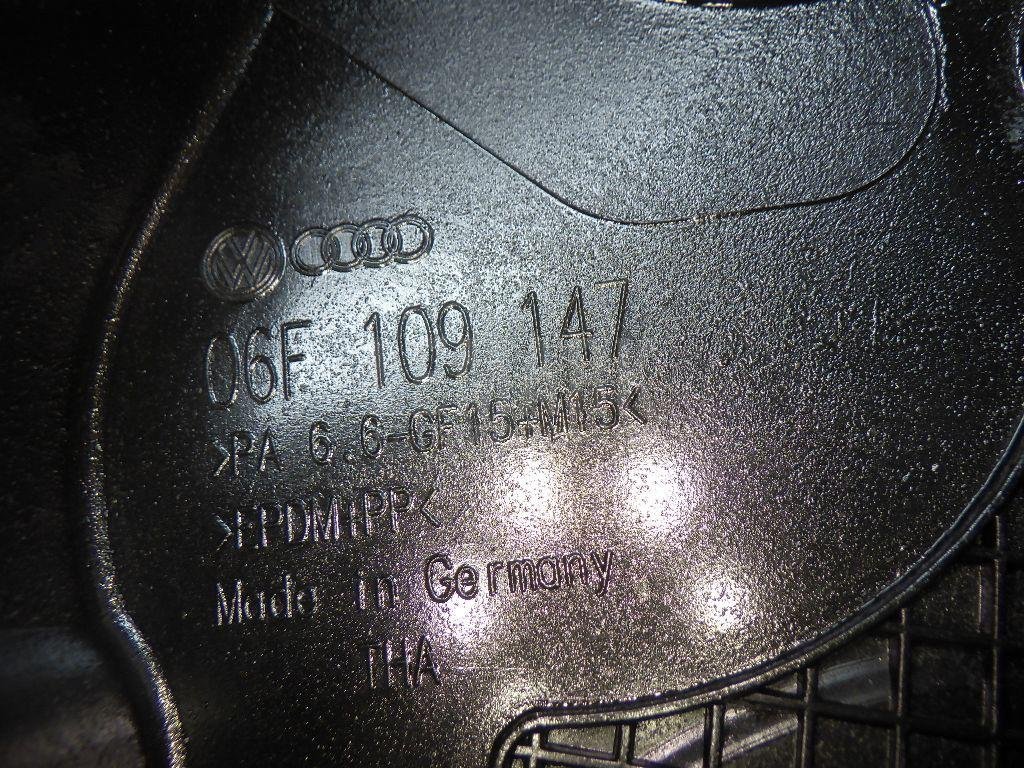 06F 109 147
>PA 6.6-GF15+M15<
>EPDM+PP<
Made in Germany
THA